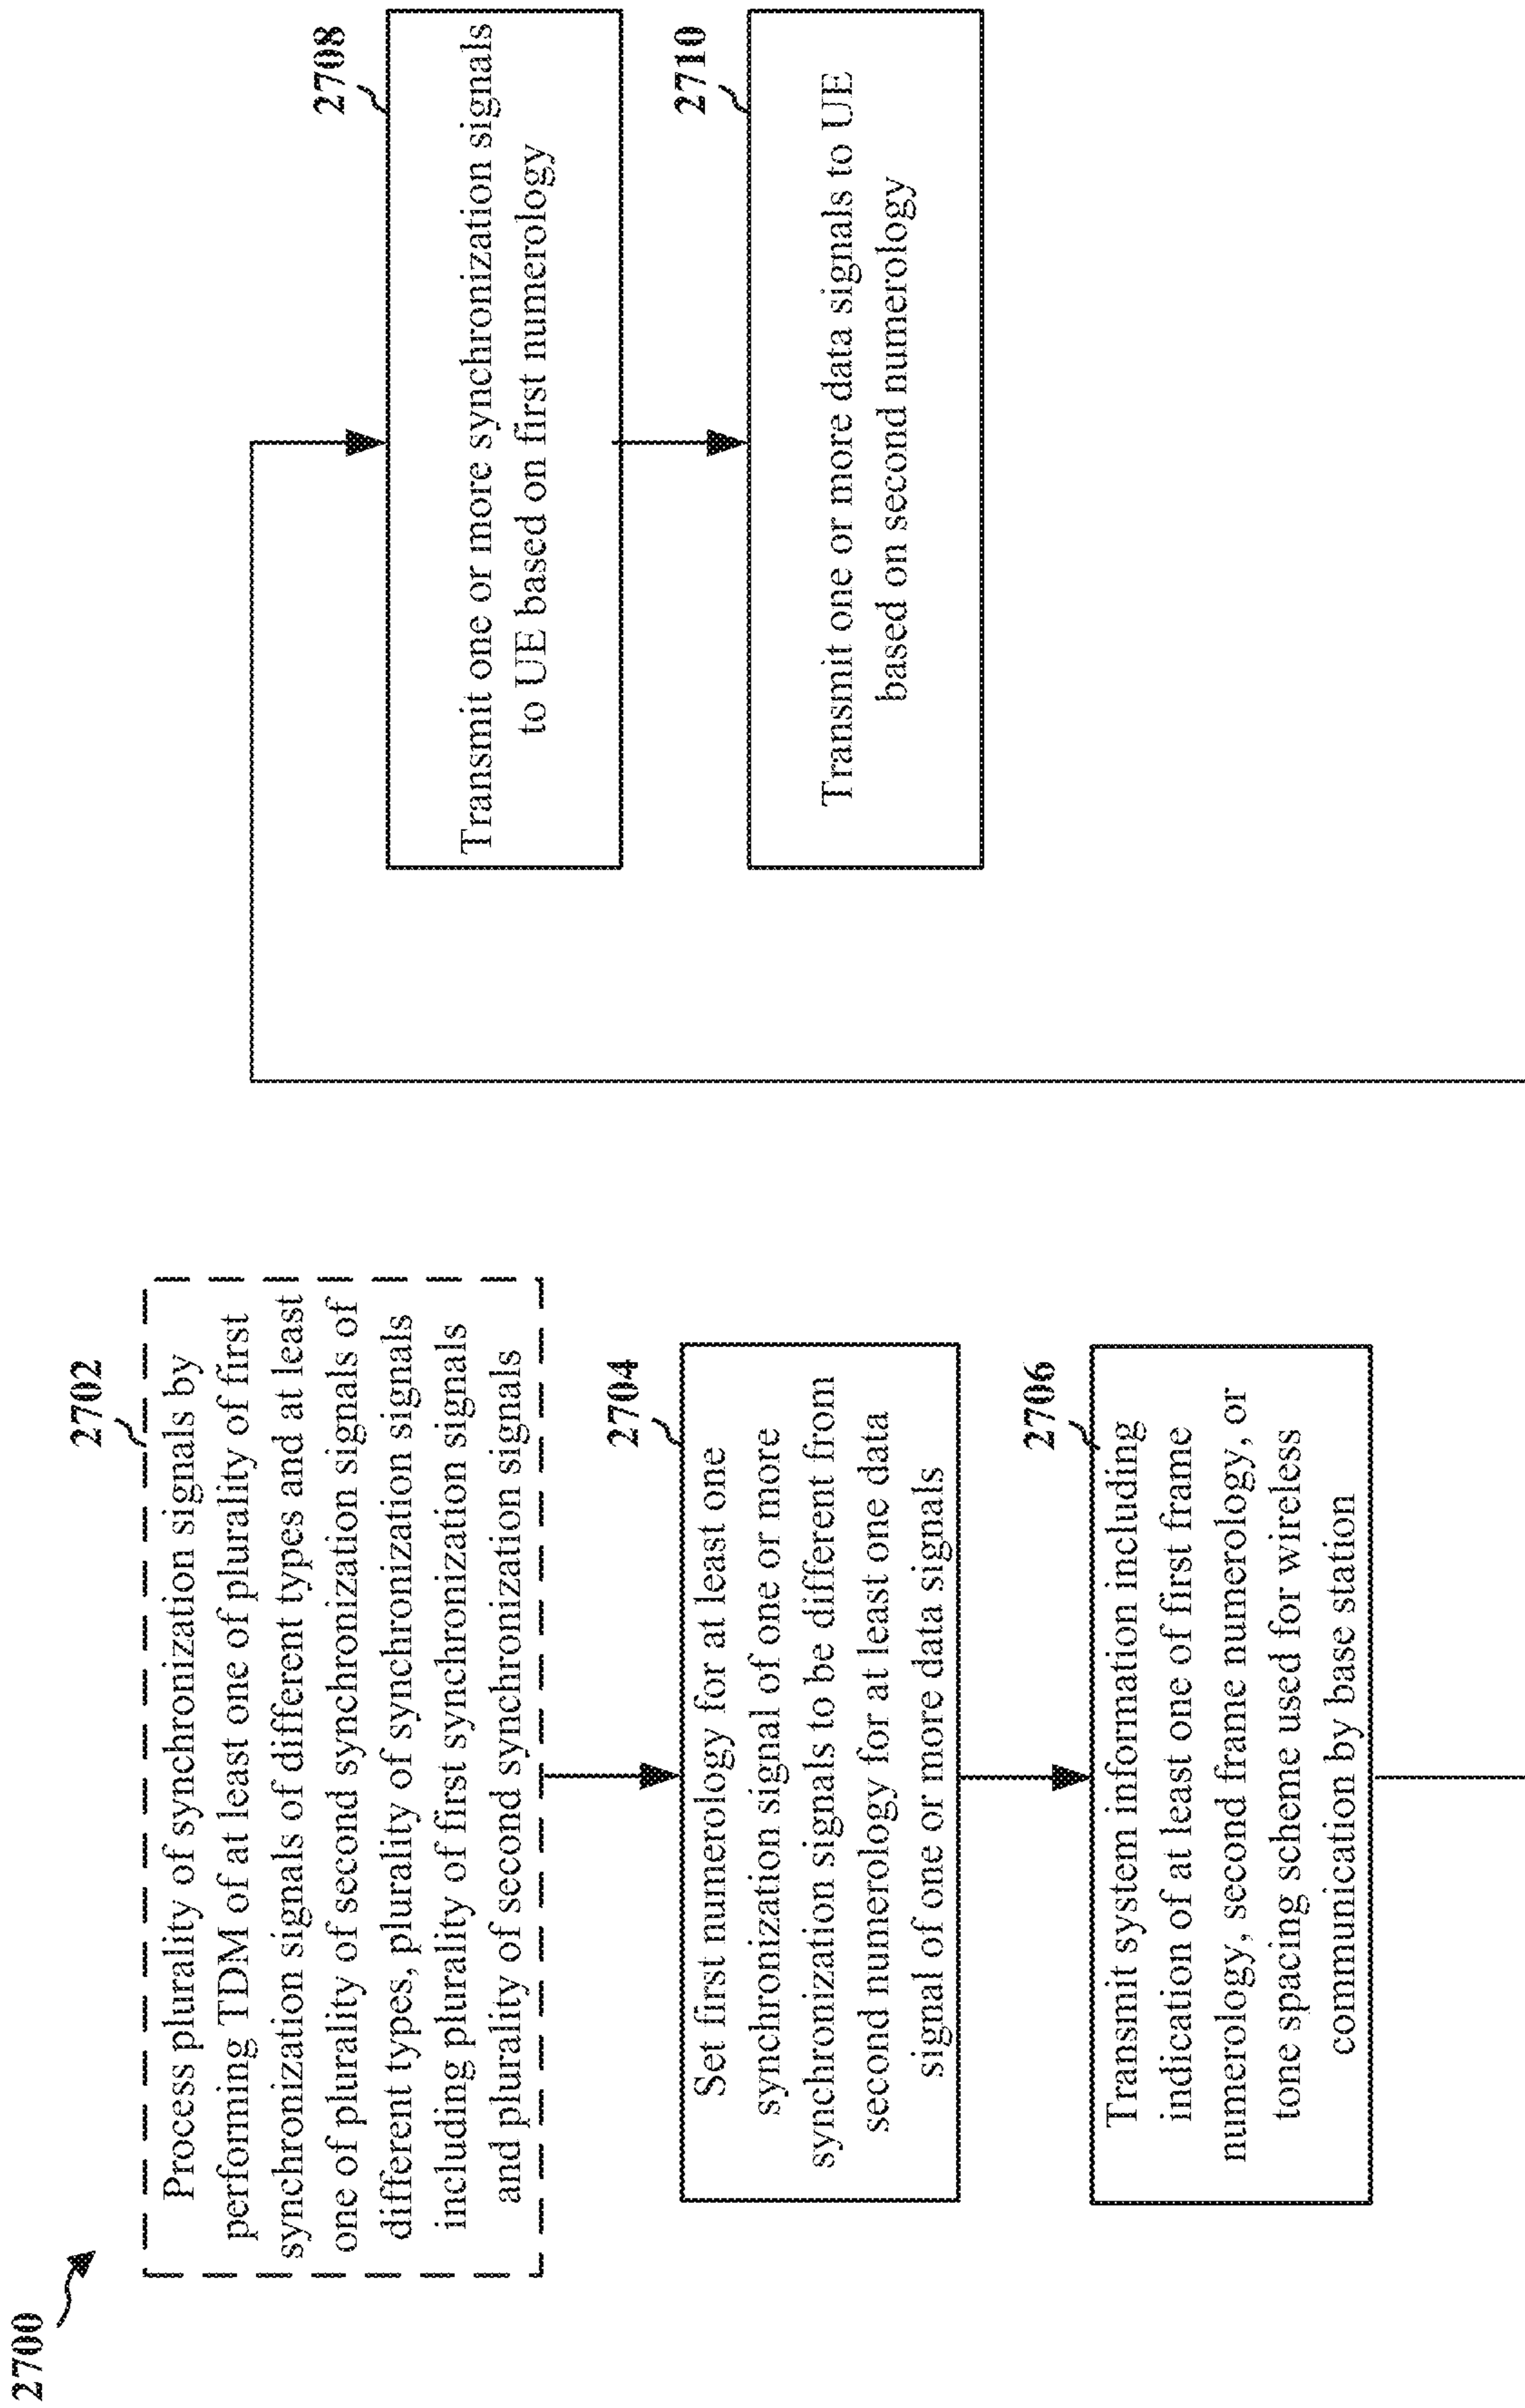 2700
2702
Process plurality of synchronization signals by
performing TDM of at least one of plurality of first
synchronization signals of different types and at least
one of plurality of second synchronization signals of
different types, plurality of synchronization signals
including plurality of first synchronization signals
and plurality of second synchronization signals
2704
Set first numerology for at least one
synchronization signal of one or more
synchronization signals to be different from
second numerology for at least one data
signal of one or more data signals
2706
Transmit system information including
indication of at least one of first frame
numerology, second frame numerology, or
tone spacing scheme used for wireless
communication by base station
2708
Transmit one or more synchronization signals
to UE based on first numerology
2710
Transmit one or more data signals to UE
based on second numerology